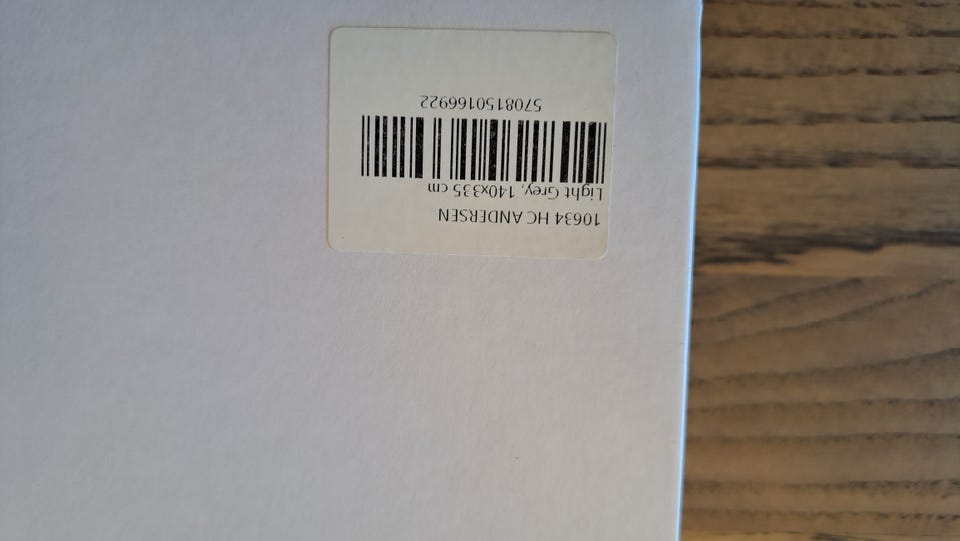 10634 HC ANDERSEN
Light Grey, 140x335 cm
5708150166922